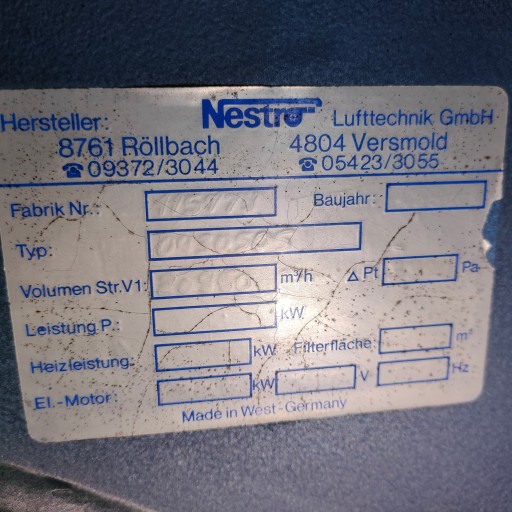 Hersteller: Nestro Lufttechnik GmbH
8761 Röllbach 4804 Versmold
☎ 09372/3044 ☎ 05423/3055
Fabrik Nr.: Baujahr:
Typ:
Volumen Str.V1: m³/h Δ Pt Pa
Leistung P.: kW
Heizleistung: kW Filterfläche: m²
El.-Motor: kW V Hz
Made in West-Germany